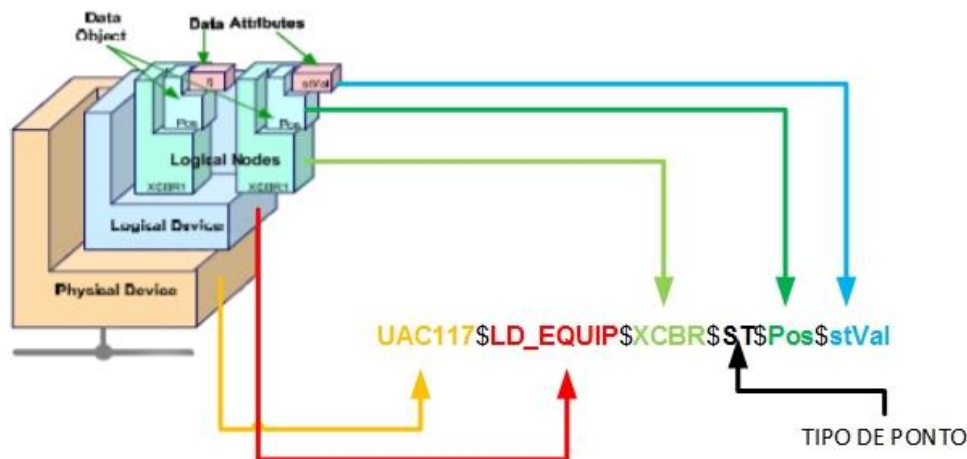 Data Object
Data Attributes
q
stVal
Pos
Pos
Logical Nodes
XCBR1
XCBR1
Logical Device
Physical Device
UAC117$LD_EQUIP$XCBR$ST$Pos$stVal
TIPO DE PONTO